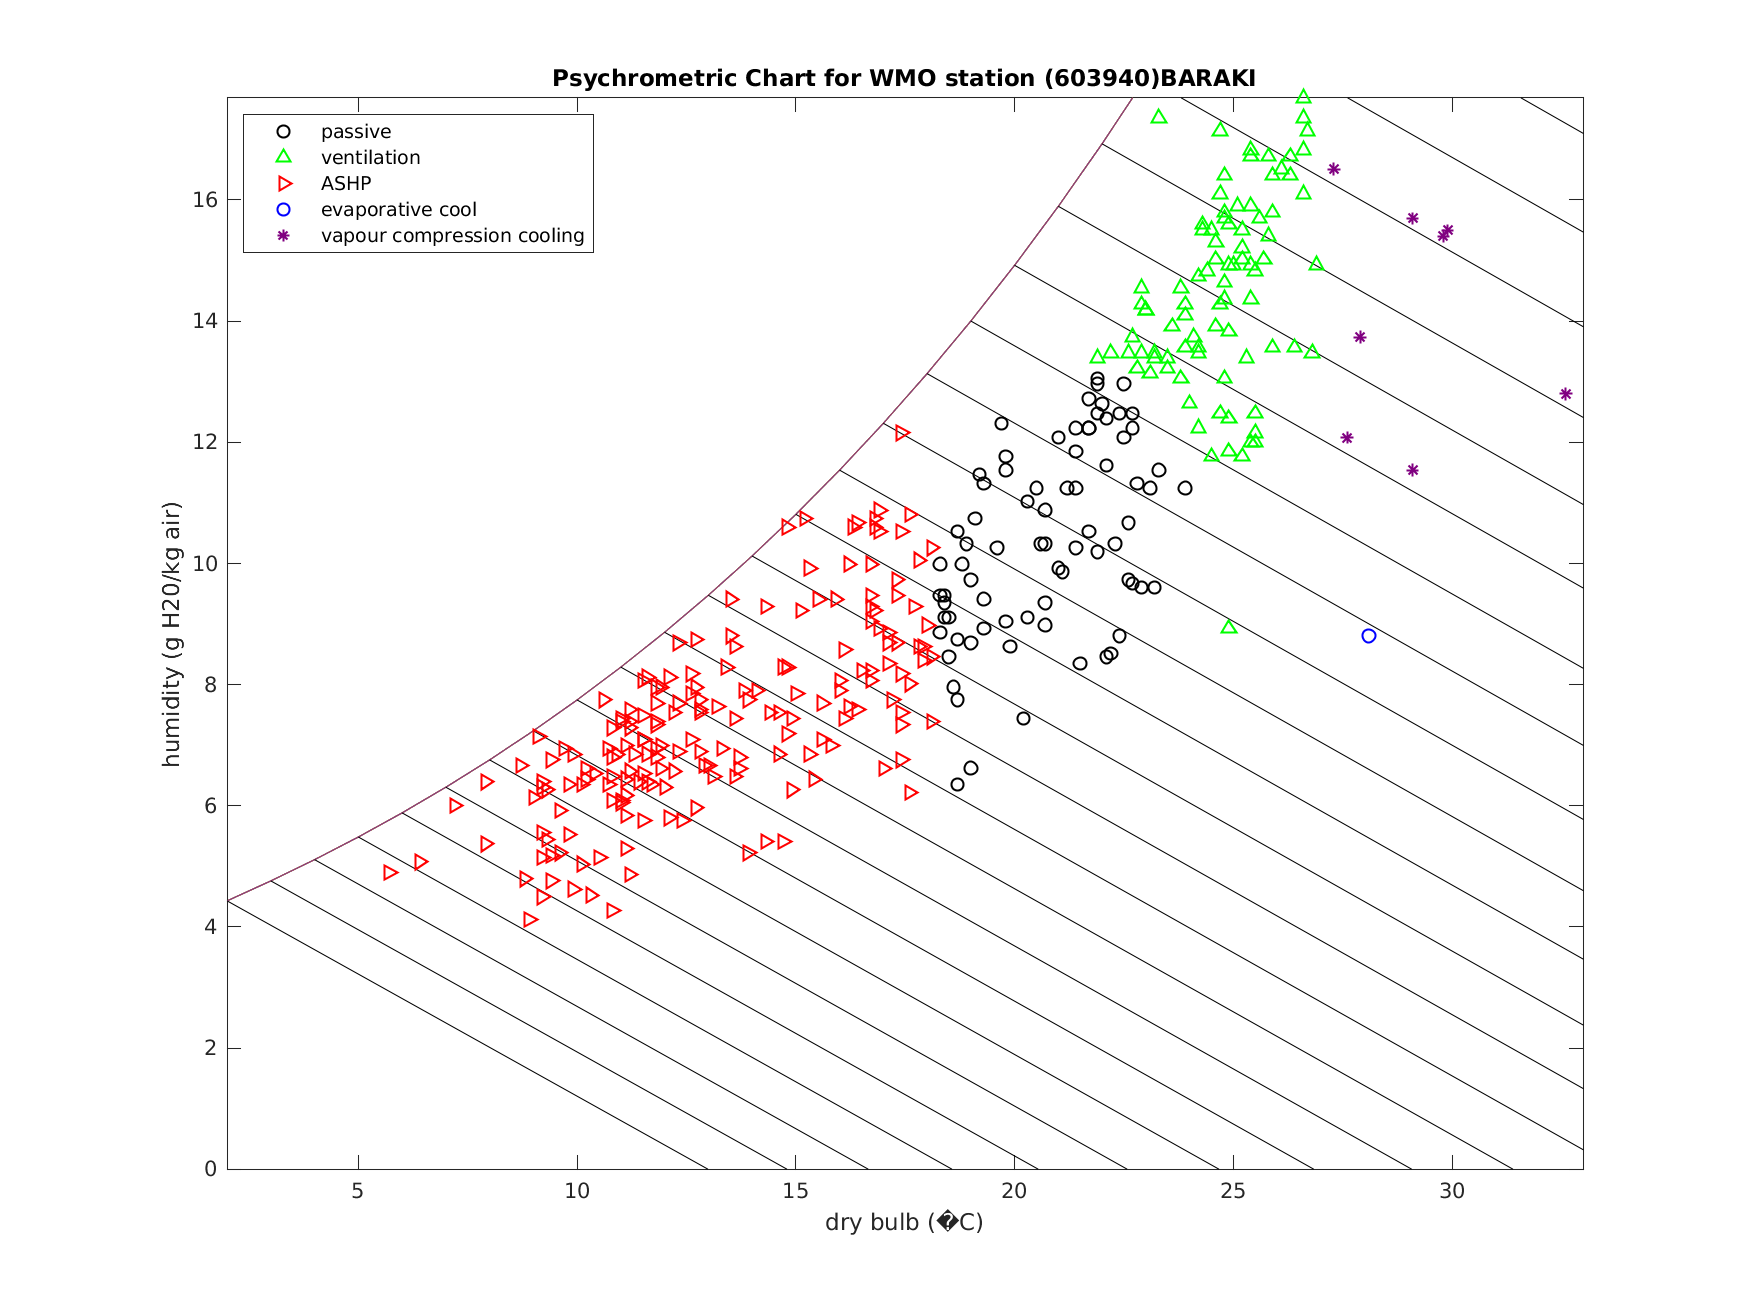 Psychrometric Chart for WMO station (603940)BARAKI
passive
ventilation
ASHP
evaporative cool
vapour compression cooling
humidity (g H20/kg air)
16
14
12
10
8
6
4
2
0
5 10 15 20 25 30
dry bulb (�C)